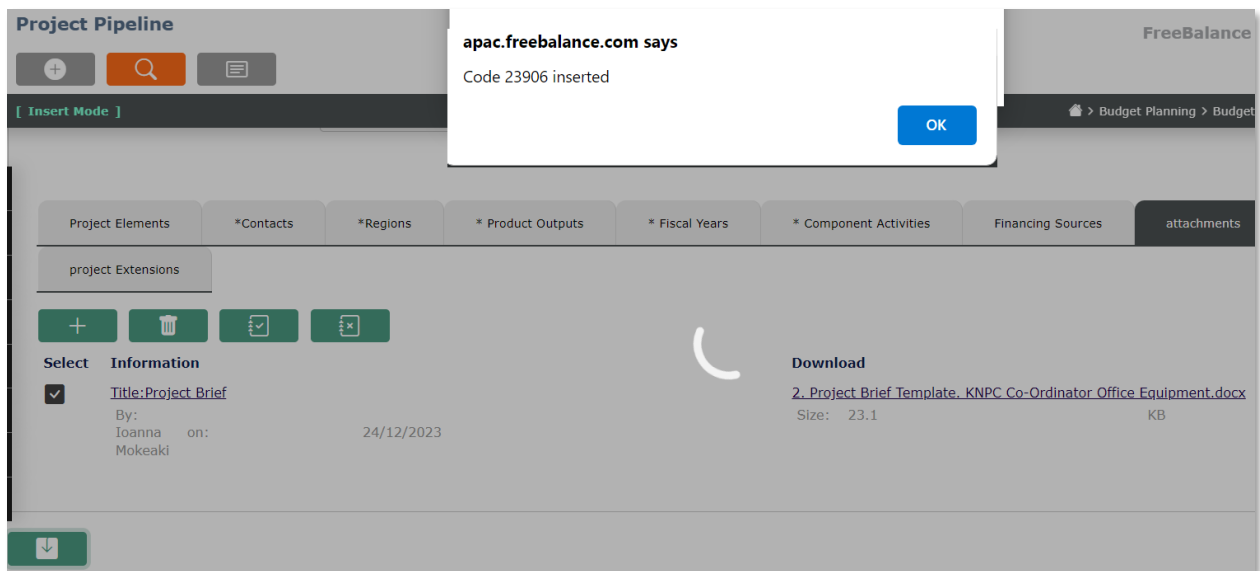 Project Pipeline
apac.freebalance.com says
FreeBalance
Code 23906 inserted
OK
[ Insert Mode ]
> Budget Planning > Budget
Project Elements
*Contacts
*Regions
* Product Outputs
* Fiscal Years
* Component Activities
Financing Sources
attachments
project Extensions
Select
Information
Download
Title:Project Brief
2. Project Brief Template. KNPC Co-Ordinator Office Equipment.docx
By:
Ioanna on: 24/12/2023
Mokeaki
Size: 23.1 KB